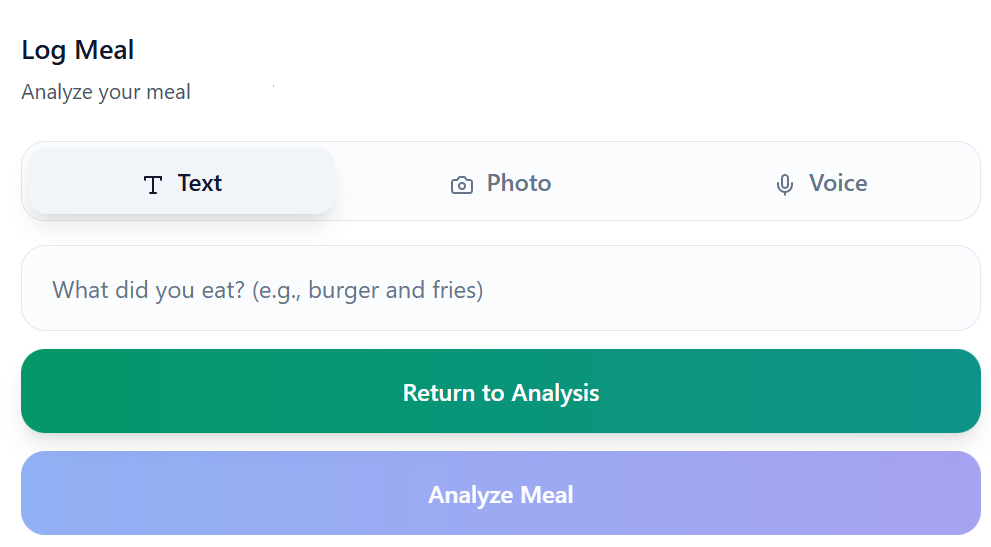 Log Meal
Analyze your meal
Text Photo Voice
What did you eat? (e.g., burger and fries)
Return to Analysis
Analyze Meal